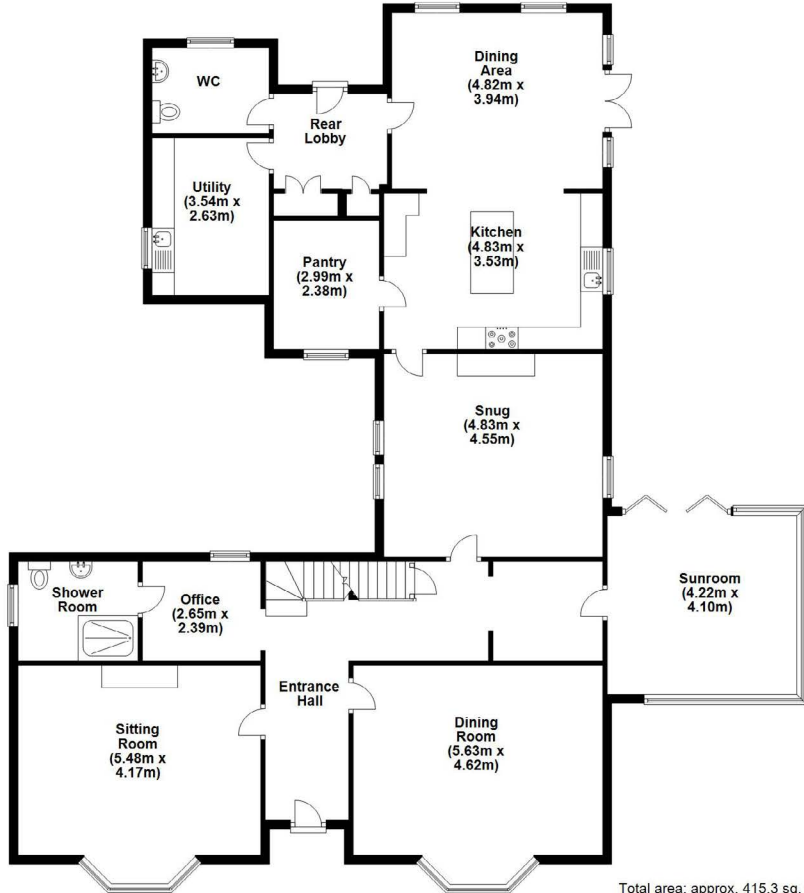 WC
Dining
Area
(4.82m x
3.94m)
Rear
Lobby
Utility
(3.54m x
2.63m)
Kitchen
(4.83m x
3.53m)
Pantry
(2.99m x
2.38m)
Snug
(4.83m x
4.55m)
Shower
Room
Office
(2.65m x
2.39m)
Sunroom
(4.22m x
4.10m)
Entrance
Hall
Sitting
Room
(5.48m x
4.17m)
Dining
Room
(5.63m x
4.62m)
Total area: approx. 415.3 sq.